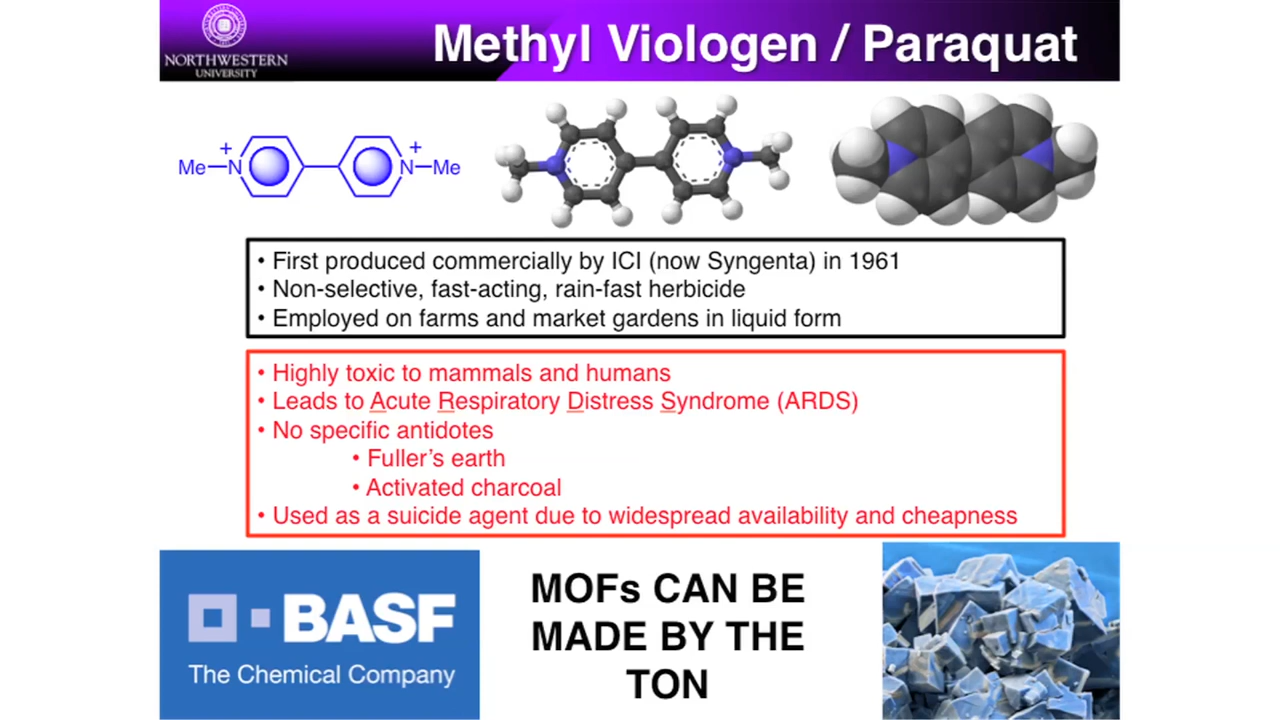 NORTHWESTERN
UNIVERSITY
Methyl Viologen / Paraquat
Me N + + N Me
• First produced commercially by ICI (now Syngenta) in 1961
• Non-selective, fast-acting, rain-fast herbicide
• Employed on farms and market gardens in liquid form
• Highly toxic to mammals and humans
• Leads to Acute Respiratory Distress Syndrome (ARDS)
• No specific antidotes
• Fuller's earth
• Activated charcoal
• Used as a suicide agent due to widespread availability and cheapness
BASF
The Chemical Company
MOFs CAN BE
MADE BY THE
TON